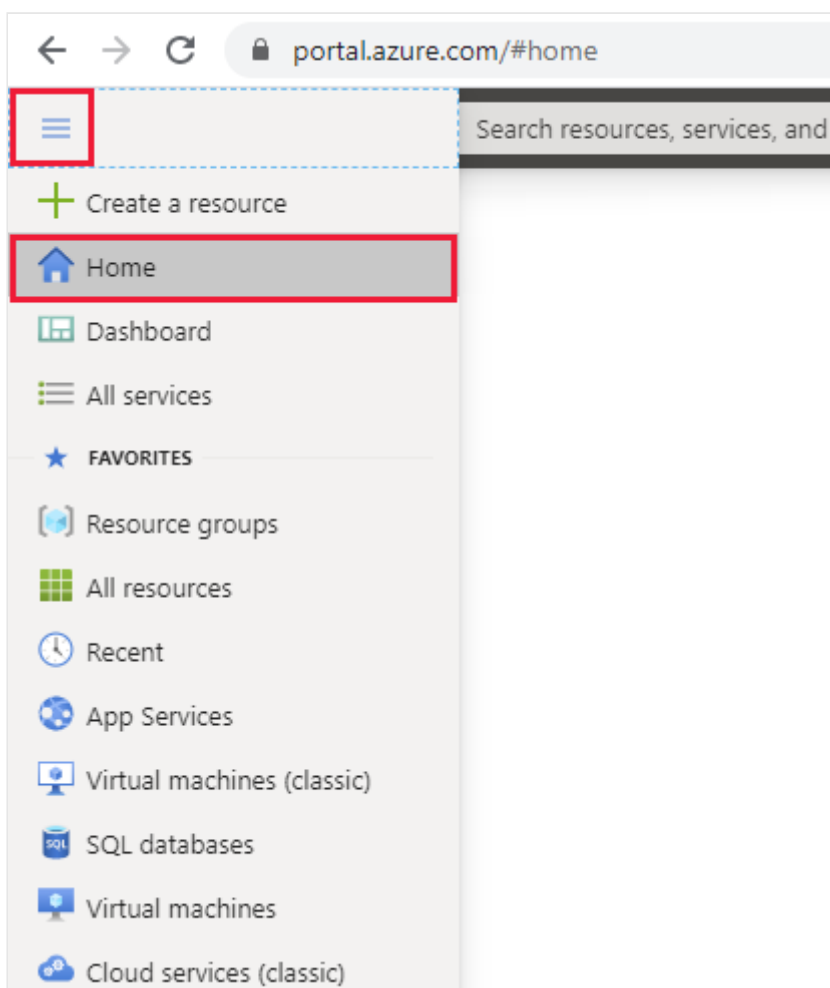 portal.azure.com/#home
Search resources, services, and
Create a resource
Home
Dashboard
All services
FAVORITES
Resource groups
All resources
Recent
App Services
Virtual machines (classic)
SQL
SQL databases
Virtual machines
Cloud services (classic)